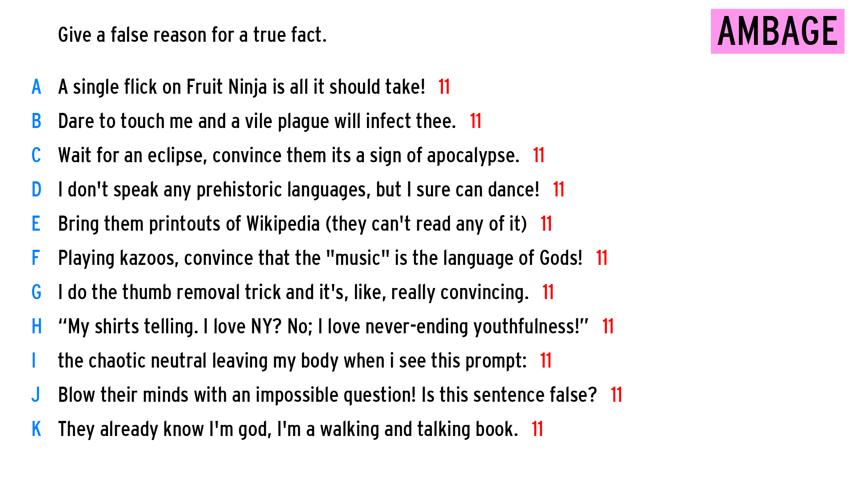 Give a false reason for a true fact.
AMBAGE
A A single flick on Fruit Ninja is all it should take! 11
B Dare to touch me and a vile plague will infect thee. 11
C Wait for an eclipse, convince them its a sign of apocalypse. 11
D I don't speak any prehistoric languages, but I sure can dance! 11
E Bring them printouts of Wikipedia (they can't read any of it) 11
F Playing kazoos, convince that the "music" is the language of Gods! 11
G I do the thumb removal trick and it's, like, really convincing. 11
H “My shirts telling. I love NY? No; I love never-ending youthfulness!” 11
I the chaotic neutral leaving my body when i see this prompt: 11
J Blow their minds with an impossible question! Is this sentence false? 11
K They already know I'm god, I'm a walking and talking book. 11